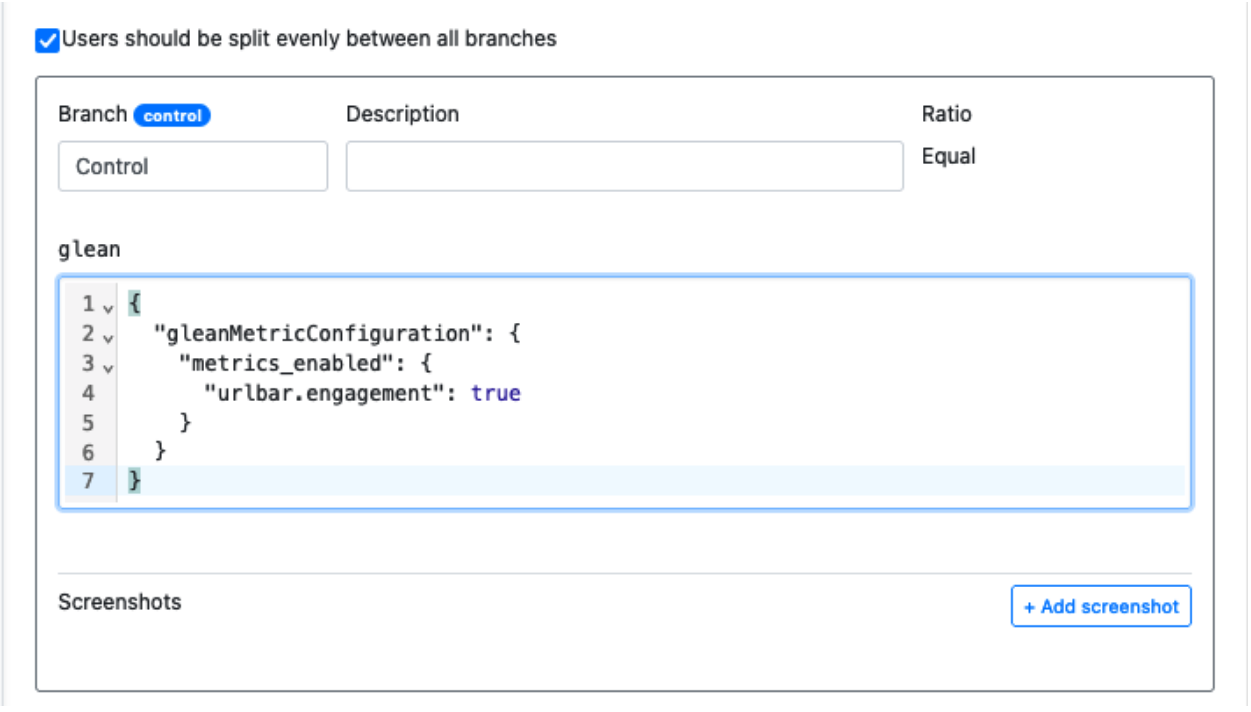 Users should be split evenly between all branches
Branch control Description Ratio
Control Equal
glean
1 {
2   "gleanMetricConfiguration": {
3     "metrics_enabled": {
4       "urlbar.engagement": true
5     }
6   }
7 }
Screenshots + Add screenshot